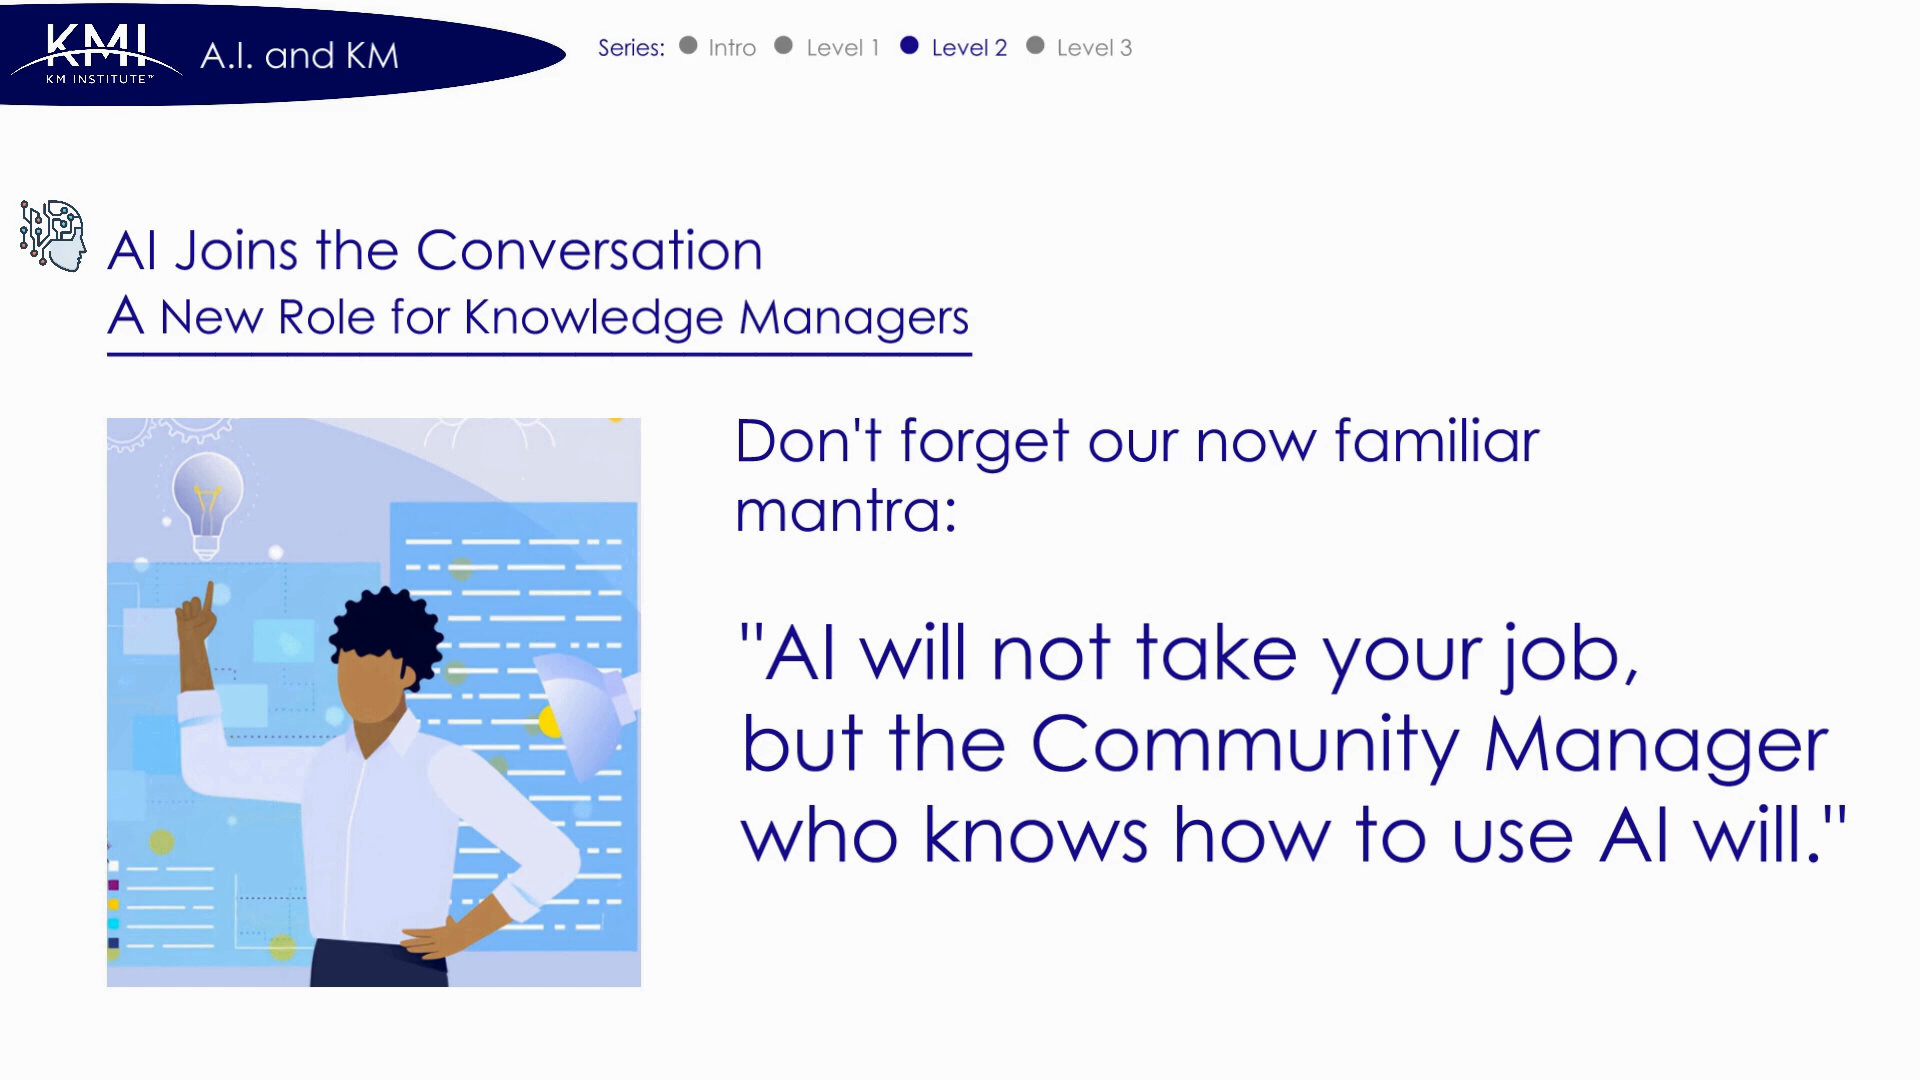 KMI
KM INSTITUTE™
A.I. and KM
Series: Intro Level 1 Level 2 Level 3
AI Joins the Conversation
A New Role for Knowledge Managers
Don't forget our now familiar
mantra:
"AI will not take your job,
but the Community Manager
who knows how to use AI will."